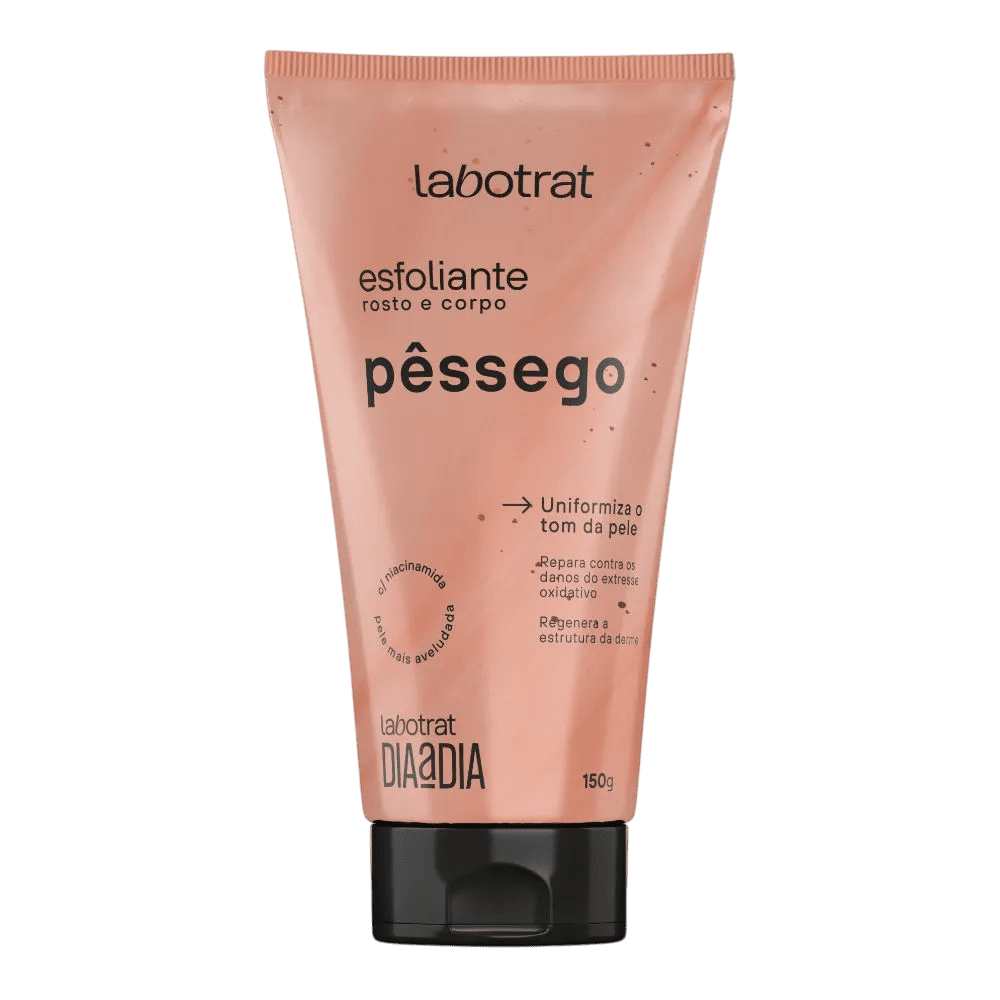 labotrat
esfoliante
rosto e corpo
pêssego
→ Uniformiza o
tom da pele
Repara contra os
danos do extresse
oxidativo
Regenera a
estrutura da derme
c/ niacinamida
pele mais aveludada
labotrat
DIAaDIA
150g